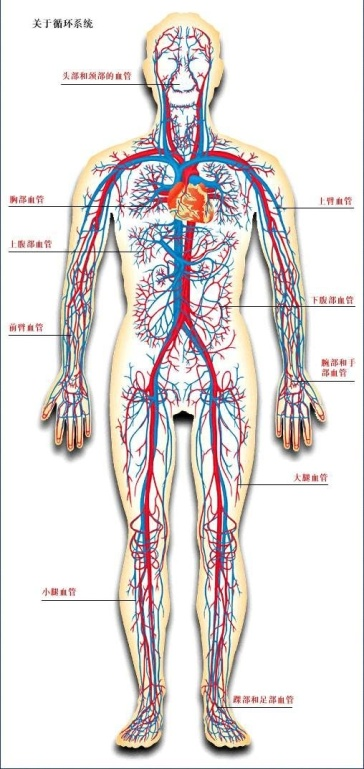 关于循环系统
头部和颈部的血管
胸部血管
上臂血管
上腹部血管
下腹部血管
前臂血管
腕部和手
部血管
大腿血管
小腿血管
踝部和足部血管